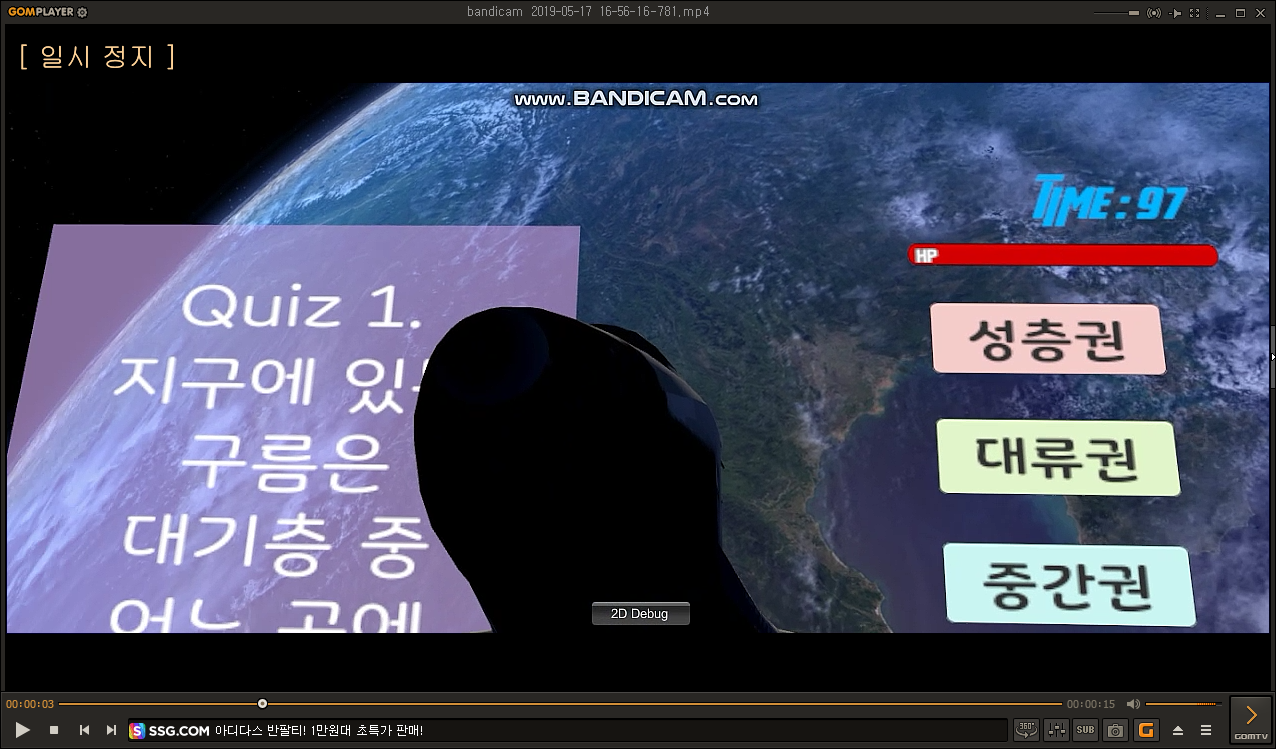 GOMPLAYER
bandicam 2019-05-17 16-56-16-781.mp4
[ 일시 정지 ]
www.BANDICAM.com
TIME : 97
HP
Quiz 1.
지구에
구름은
대기층 중
성층권
대류권
중간권
2D Debug
00:00:03
00:00:15
S SSG.COM 아디다스 반팔티! 1만원대 초특가 판매!
360°
SUB
G
GOMTV